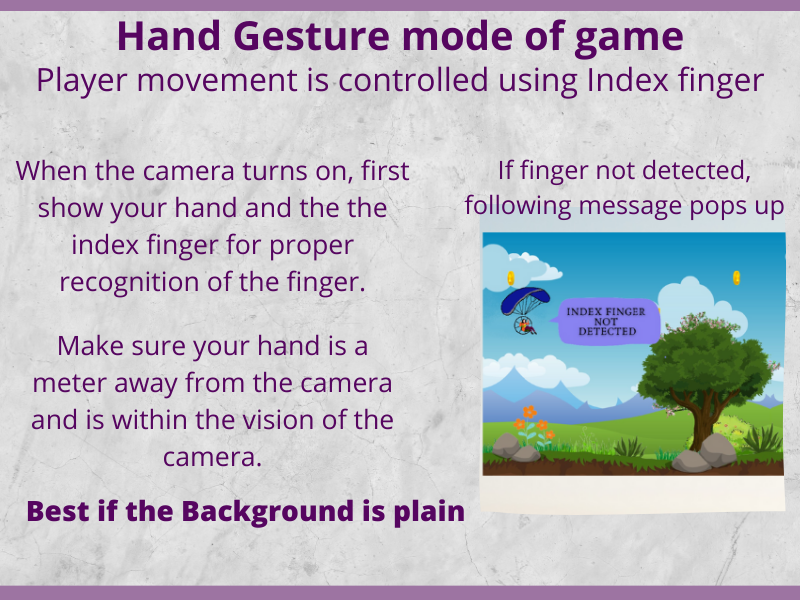 Hand Gesture mode of game
Player movement is controlled using Index finger
When the camera turns on, first
show your hand and the the
index finger for proper
recognition of the finger.
Make sure your hand is a
meter away from the camera
and is within the vision of the
camera.
Best if the Background is plain
If finger not detected,
following message pops up
INDEX FINGER
NOT
DETECTED